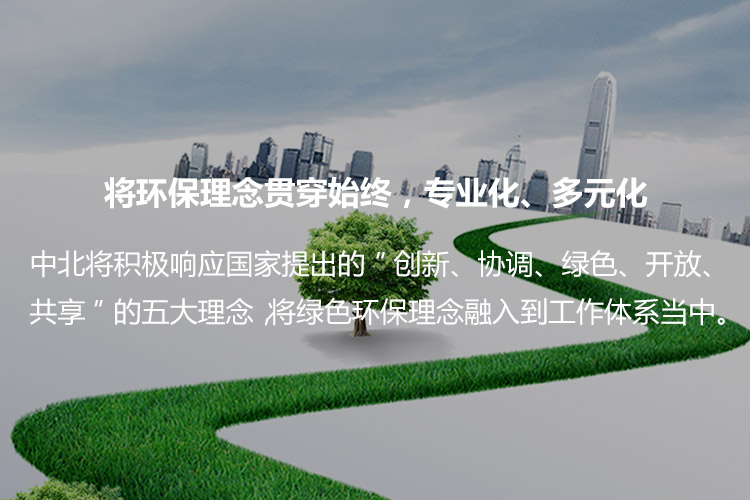 将环保理念贯穿始终，专业化、多元化
中北将积极响应国家提出的＂创新、协调、绿色、开放、
共享＂的五大理念，将绿色环保理念融入到工作体系当中。